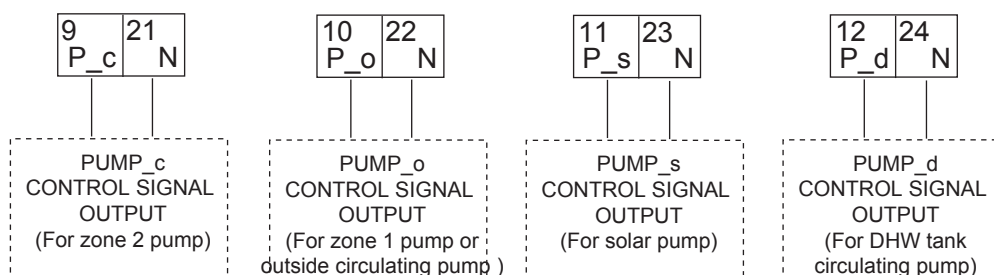 9 21
P_c N
PUMP_c
CONTROL SIGNAL
OUTPUT
(For zone 2 pump)
10 22
P_o N
PUMP_o
CONTROL SIGNAL
OUTPUT
(For zone 1 pump or
outside circulating pump )
11 23
P_s N
PUMP_s
CONTROL SIGNAL
OUTPUT
(For solar pump)
12 24
P_d N
PUMP_d
CONTROL SIGNAL
OUTPUT
(For DHW tank
circulating pump)